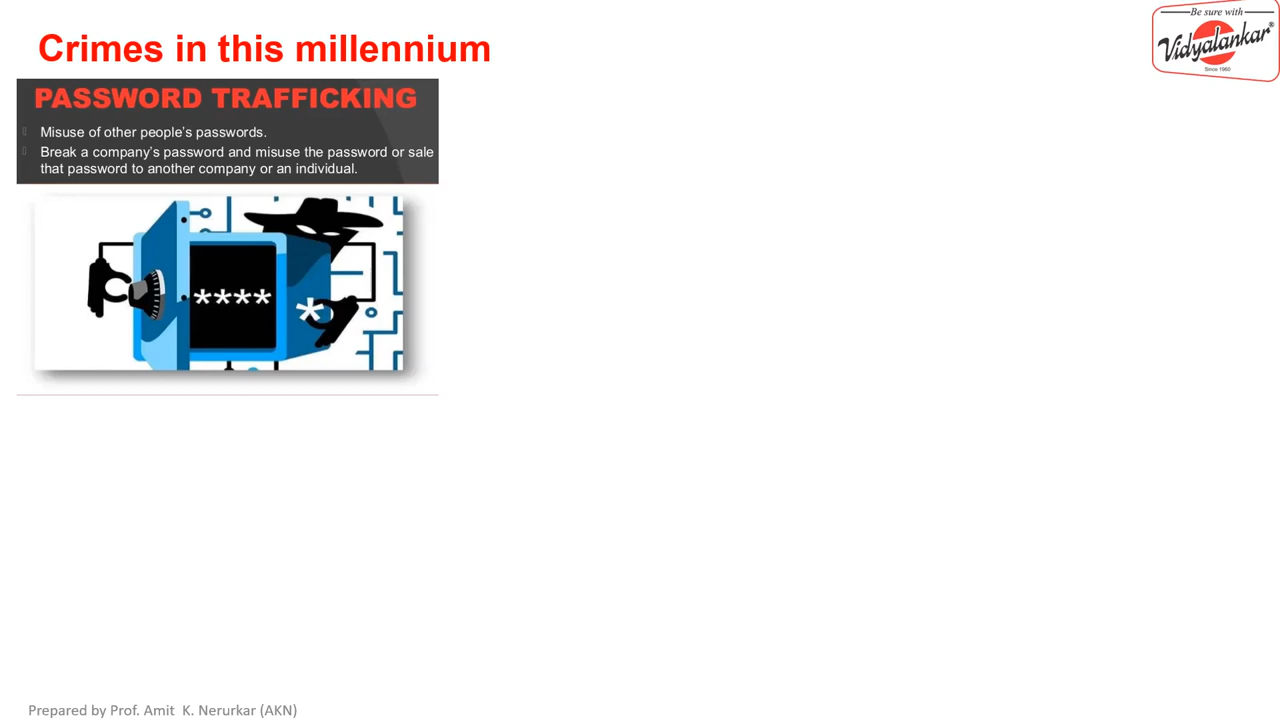 Crimes in this millennium
Be sure with
Vidyalankar®
Since 1960
PASSWORD TRAFFICKING
Misuse of other people's passwords.
Break a company's password and misuse the password or sale
that password to another company or an individual.
****
*
Prepared by Prof. Amit K. Nerurkar (AKN)